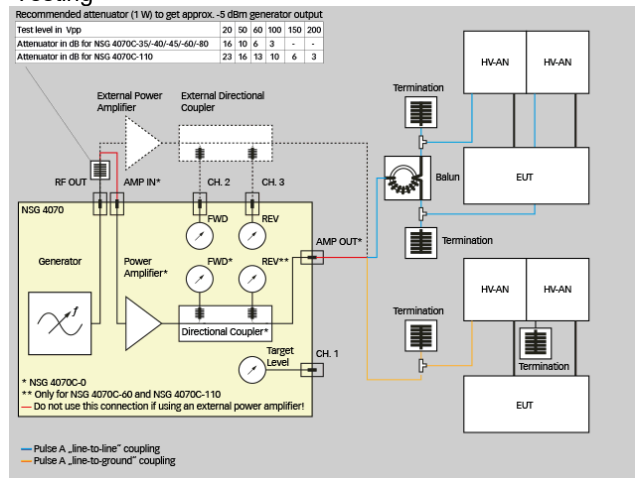 Testing
Recommended attenuator (1 W) to get approx. -5 dBm generator output
Test level in Vpp 20 50 60 100 150 200
Attenuator in dB for NSG 4070C-35/-40/-45/-60/-80 16 10 6 3 - -
Attenuator in dB for NSG 4070C-110 23 16 13 10 6 3
External Power
Amplifier
External Directional
Coupler
Termination
HV-AN HV-AN
RF OUT AMP IN* CH. 2 CH. 3
Balun
EUT
NSG 4070
FWD REV
AMP OUT*
Termination
Generator
Power
Amplifier*
FWD* REV**
HV-AN HV-AN
Directional Coupler*
Termination
Target
Level
CH. 1
Termination
* NSG 4070C-0
** Only for NSG 4070C-60 and NSG 4070C-110
Do not use this connection if using an external power amplifier!
EUT
Pulse A „line-to-line" coupling
Pulse A „line-to-ground" coupling